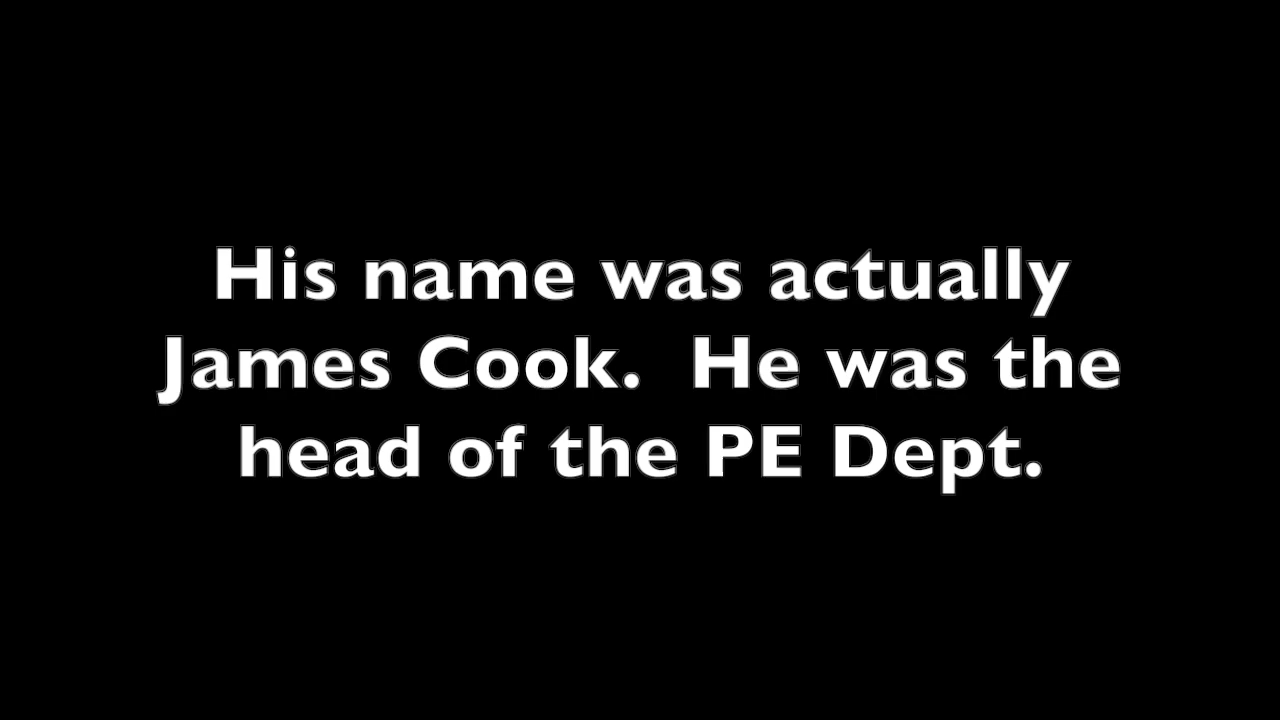 His name was actually
James Cook.  He was the
head of the PE Dept.